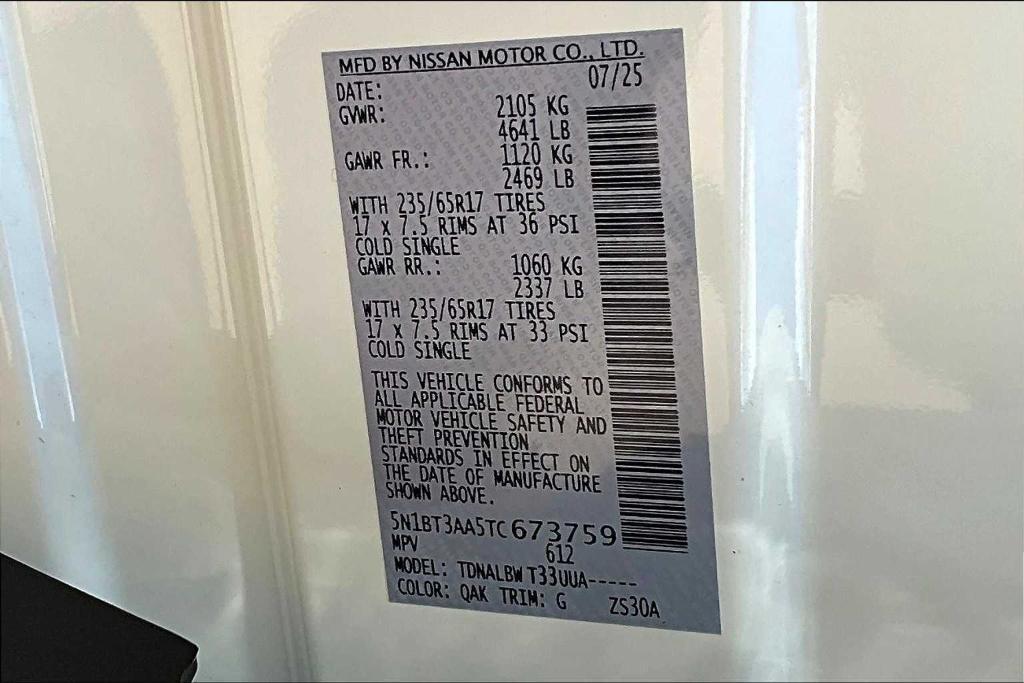 MFD BY NISSAN MOTOR CO., LTD.
DATE: 07/25
GVWR: 2105 KG
4641 LB
GAWR FR.: 1120 KG
2469 LB
WITH 235/65R17 TIRES
17 x 7.5 RIMS AT 36 PSI
COLD SINGLE
GAWR RR.: 1060 KG
2337 LB
WITH 235/65R17 TIRES
17 x 7.5 RIMS AT 33 PSI
COLD SINGLE
THIS VEHICLE CONFORMS TO
ALL APPLICABLE FEDERAL
MOTOR VEHICLE SAFETY AND
THEFT PREVENTION
STANDARDS IN EFFECT ON
THE DATE OF MANUFACTURE
SHOWN ABOVE.
5N1BT3AA5TC673759
MPV 612
MODEL: TDNALBW T33UUA-----
COLOR: QAK TRIM: G ZS30A